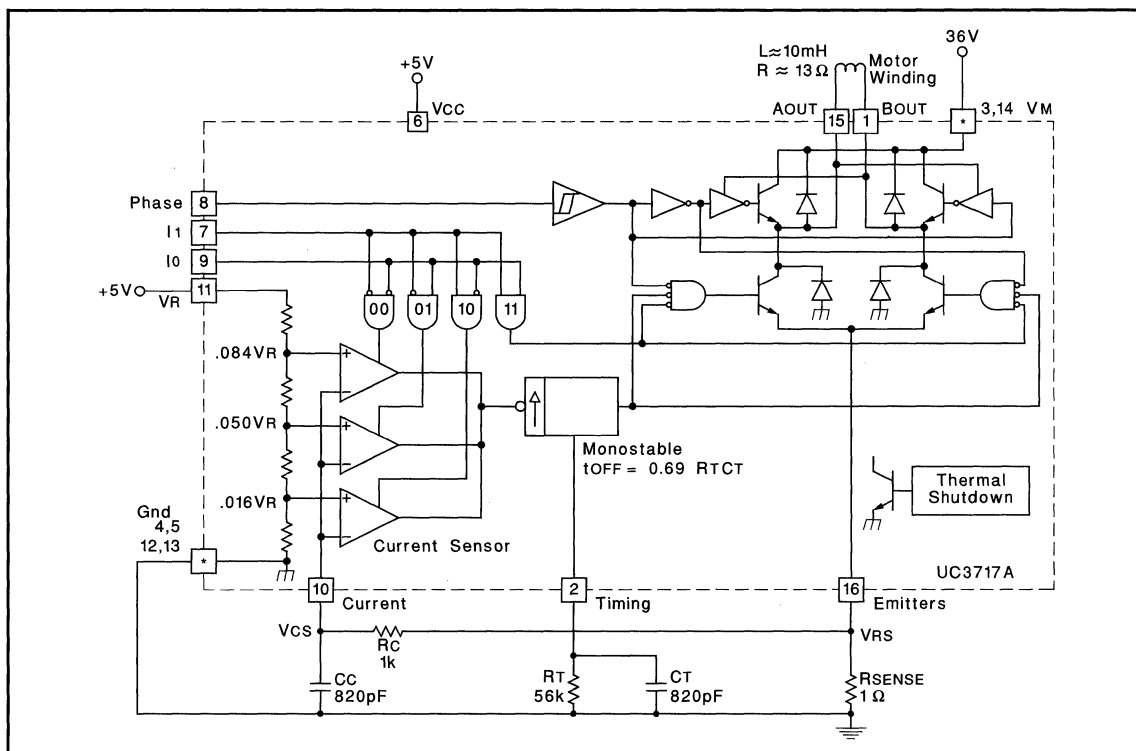 36V
L≈10mH
R ≈ 13Ω
Motor
Winding
+5V
VCC
AOUT
BOUT
3,14 VM
6
15
1
*
Phase
8
I1
7
I0
9
+5V
11
VR
00
01
10
11
.084VR
+
−
.050VR
+
−
.016VR
+
−
Monostable
tOFF = 0.69 RTCT
Thermal
Shutdown
Gnd
4,5
12,13
*
Current Sensor
UC3717A
10
Current
2
Timing
16
Emitters
VCS
RC
1k
VRS
CC
820pF
RT
56k
CT
820pF
RSENSE
1Ω